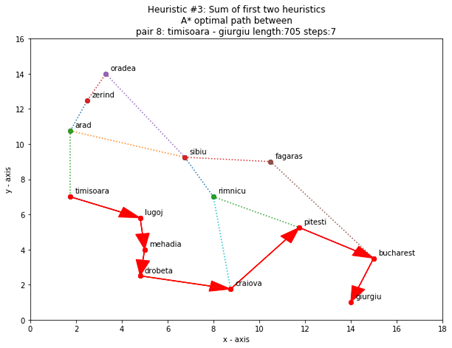 Heuristic #3: Sum of first two heuristics
A* optimal path between
pair 8: timisoara - giurgiu length:705 steps:7
16
14
12
10
8
6
4
2
0
y - axis
oradea
zerind
arad
sibiu
fagaras
timisoara
rimnicu
lugoj
pitesti
mehadia
bucharest
drobeta
craiova
giurgiu
0 2 4 6 8 10 12 14 16 18
x - axis